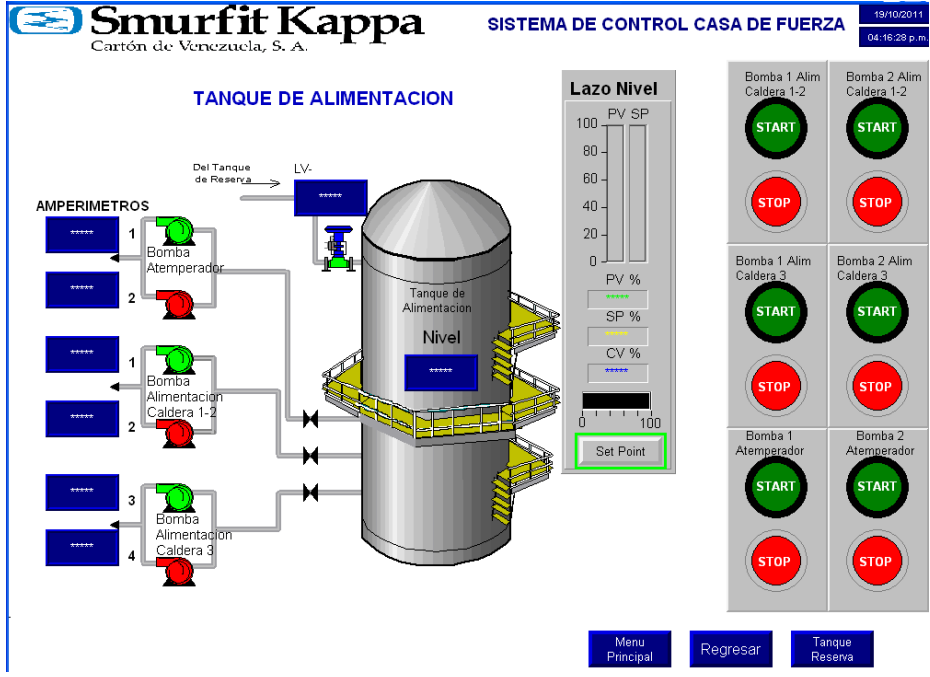 Smurfit Kappa
Cartón de Venezuela, S. A.
SISTEMA DE CONTROL CASA DE FUERZA
19/10/2011
04:16:28 p.m.
TANQUE DE ALIMENTACION
Del Tanque
de Reserva
LV-
*****
AMPERIMETROS
*****
1
Bomba
Atemperador
*****
2
*****
1
Bomba
Alimentacion
Caldera 1-2
*****
2
*****
3
Bomba
Alimentacion
Caldera 3
*****
4
Tanque de
Alimentacion
Nivel
*****
Lazo Nivel
PV SP
100
80
60
40
20
0
PV %
*****
SP %
*****
CV %
*****
0 100
Set Point
Bomba 1 Alim
Caldera 1-2
START
STOP
Bomba 2 Alim
Caldera 1-2
START
STOP
Bomba 1 Alim
Caldera 3
START
STOP
Bomba 2 Alim
Caldera 3
START
STOP
Bomba 1
Atemperador
START
STOP
Bomba 2
Atemperador
START
STOP
Menu
Principal
Regresar
Tanque
Reserva